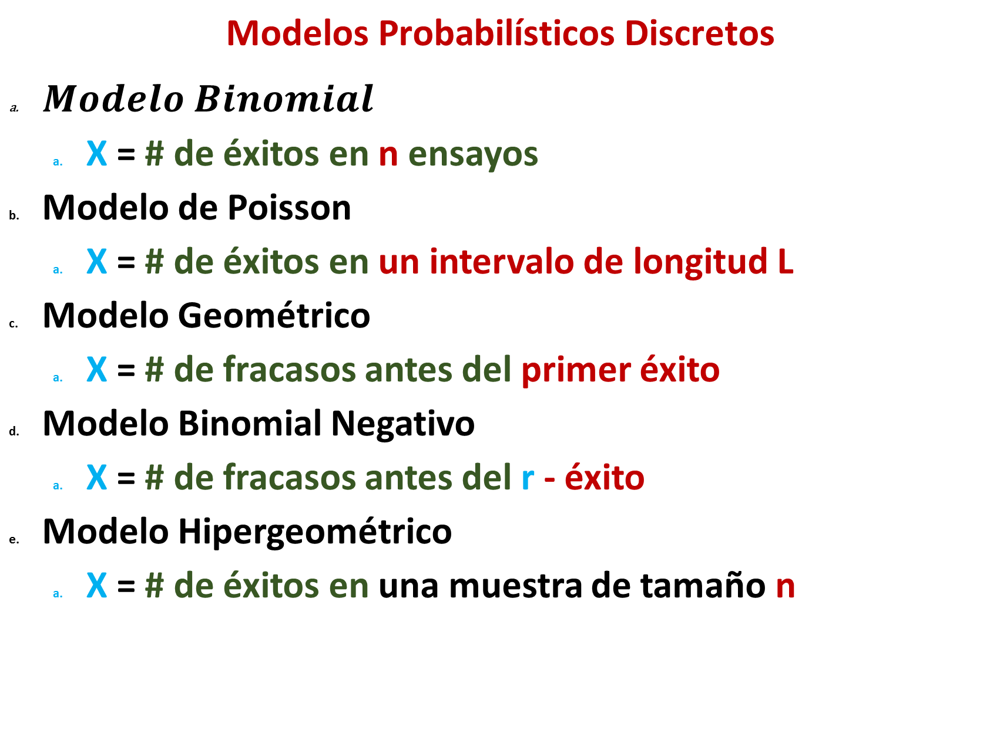 Modelos Probabilísticos Discretos
a. Modelo Binomial
a. X = # de éxitos en n ensayos
b. Modelo de Poisson
a. X = # de éxitos en un intervalo de longitud L
c. Modelo Geométrico
a. X = # de fracasos antes del primer éxito
d. Modelo Binomial Negativo
a. X = # de fracasos antes del r - éxito
e. Modelo Hipergeométrico
a. X = # de éxitos en una muestra de tamaño n